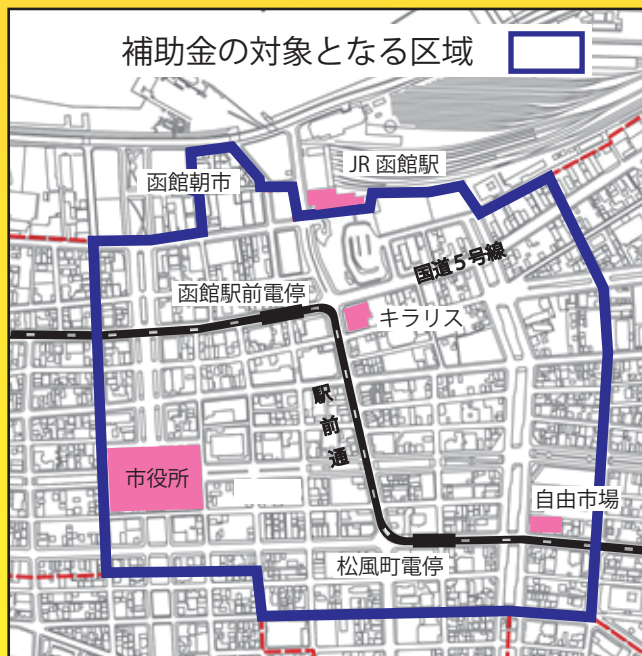 補助金の対象となる区域
JR 函館駅
函館朝市
国道5号線
函館駅前電停
キラリス
駅前通
市役所
自由市場
松風町電停